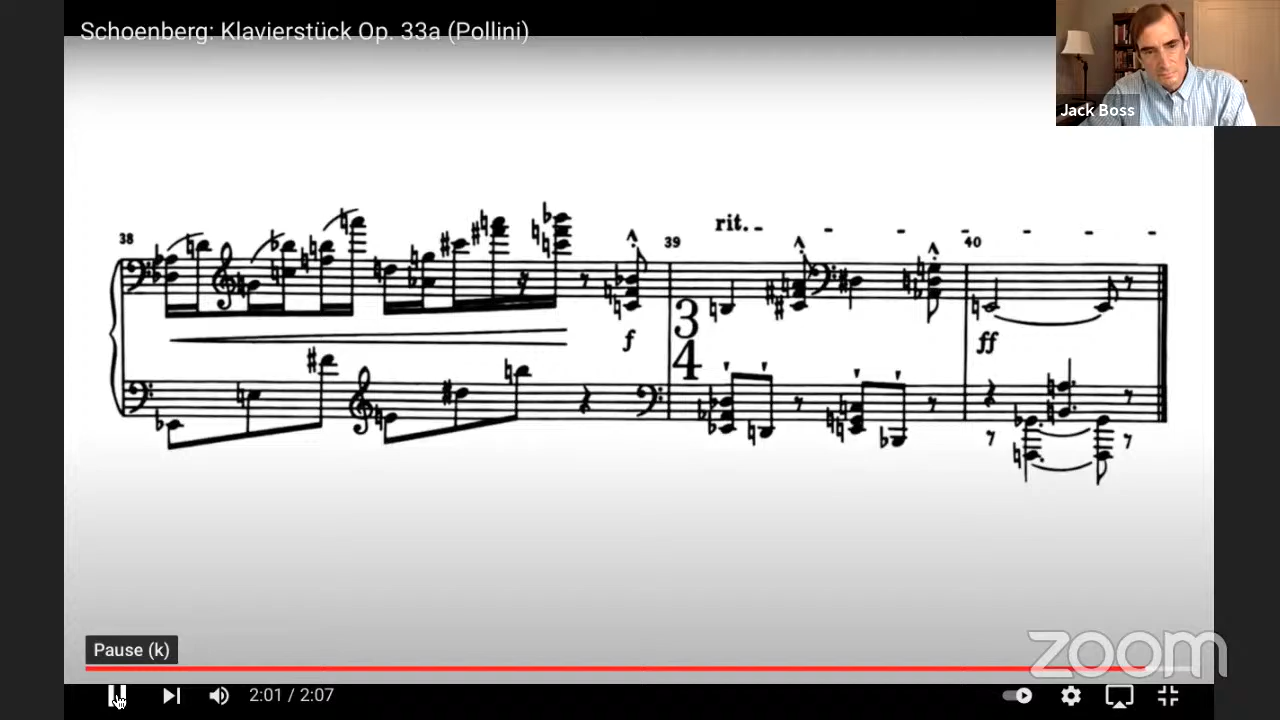 Schoenberg: Klavierstück Op. 33a (Pollini)
Jack Boss
rit.
38
39
40
f
ff
3
4
Pause (k)
zoom
2:01 / 2:07